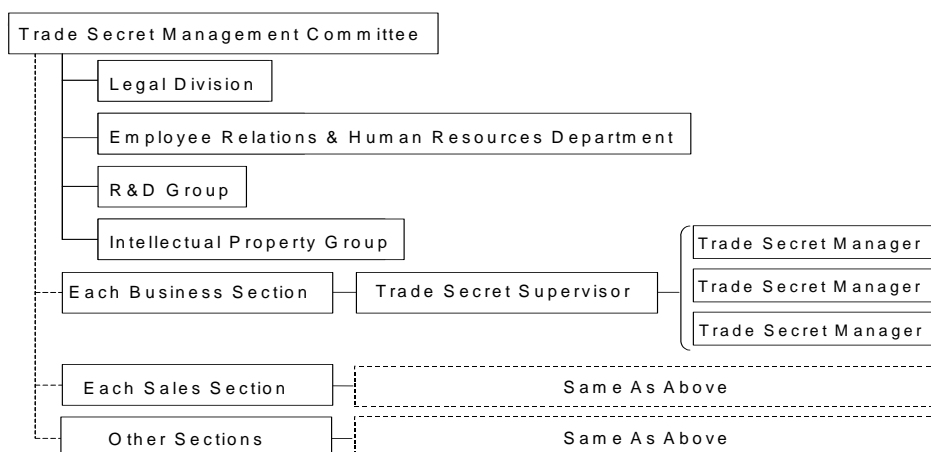 Trade Secret Management Committee
Legal Division
Employee Relations & Human Resources Department
R&D Group
Intellectual Property Group
Trade Secret Manager
Each Business Section Trade Secret Supervisor Trade Secret Manager
Trade Secret Manager
Each Sales Section Same As Above
Other Sections Same As Above